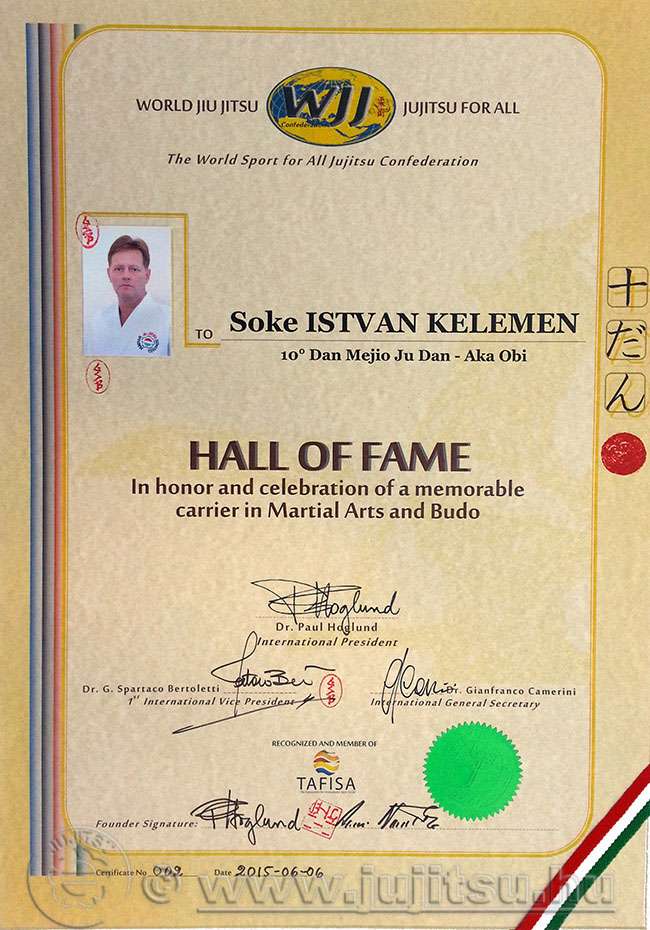 WORLD JIU JITSU WJJ JUJITSU FOR ALL
Confederation
The World Sport for All Jujitsu Confederation
TO Soke ISTVAN KELEMEN
10° Dan Mejio Ju Dan - Aka Obi
十だん
HALL OF FAME
In honor and celebration of a memorable
carrier in Martial Arts and Budo
Dr. Paul Hoglund
International President
Dr. G. Spartaco Bertoletti
1st International Vice President
Dr. Gianfranco Camerini
International General Secretary
RECOGNIZED AND MEMBER OF
TAFISA
Founder Signature: PHoglund
Certificate No 002 Date 2015-06-06
© www.jujitsu.hu